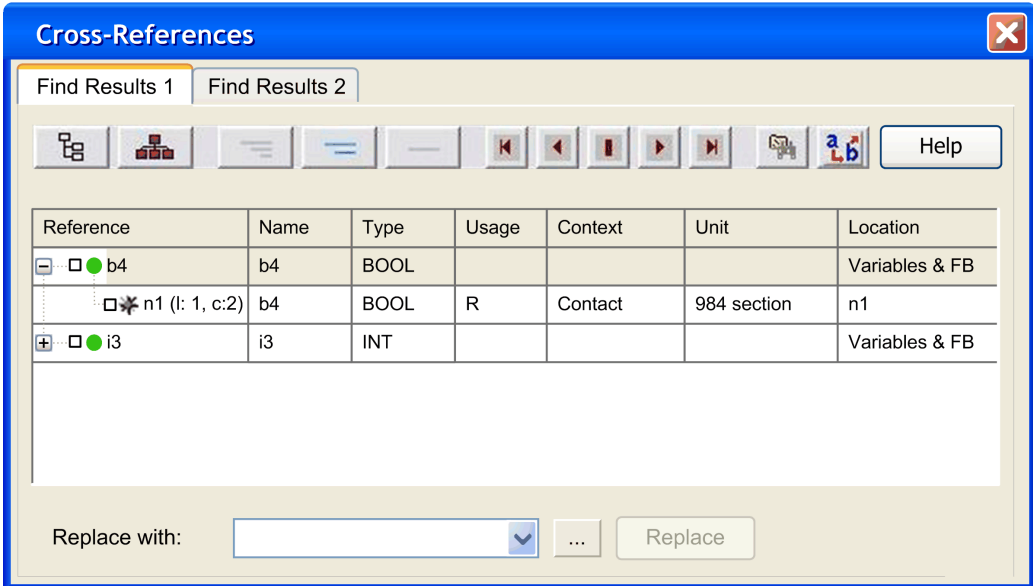 Cross-References
Find Results 1 Find Results 2
a b Help
Reference Name Type Usage Context Unit Location
b4 b4 BOOL Variables & FB
n1 (l: 1, c:2) b4 BOOL R Contact 984 section n1
i3 i3 INT Variables & FB
Replace with: ... Replace